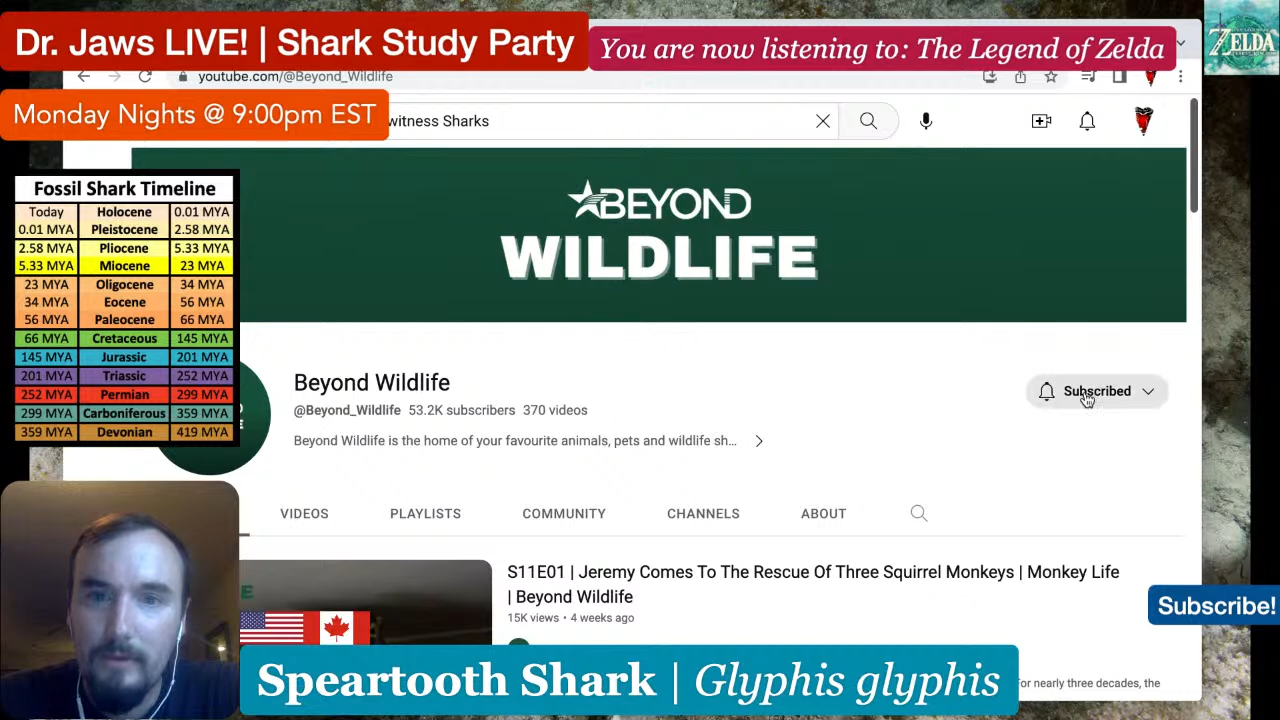 Dr. Jaws LIVE! | Shark Study Party
You are now listening to: The Legend of Zelda
ZELDA
youtube.com/@Beyond_Wildlife
Monday Nights @ 9:00pm EST
witness Sharks
BEYOND
WILDLIFE
Fossil Shark Timeline
Today Holocene 0.01 MYA
0.01 MYA Pleistocene 2.58 MYA
2.58 MYA Pliocene 5.33 MYA
5.33 MYA Miocene 23 MYA
23 MYA Oligocene 34 MYA
34 MYA Eocene 56 MYA
56 MYA Paleocene 66 MYA
66 MYA Cretaceous 145 MYA
145 MYA Jurassic 201 MYA
201 MYA Triassic 252 MYA
252 MYA Permian 299 MYA
299 MYA Carboniferous 359 MYA
359 MYA Devonian 419 MYA
Beyond Wildlife
@Beyond_Wildlife 53.2K subscribers 370 videos
Beyond Wildlife is the home of your favourite animals, pets and wildlife sh...
Subscribed
VIDEOS PLAYLISTS COMMUNITY CHANNELS ABOUT
S11E01 | Jeremy Comes To The Rescue Of Three Squirrel Monkeys | Monkey Life
| Beyond Wildlife
15K views • 4 weeks ago
Subscribe!
Speartooth Shark | Glyphis glyphis
For nearly three decades, the